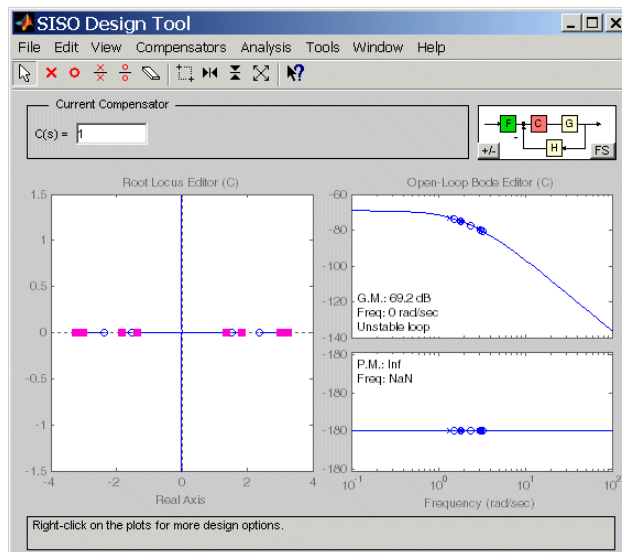 SISO Design Tool
File Edit View Compensators Analysis Tools Window Help
Current Compensator
C(s) = 1
F C G
H
+/- FS
Root Locus Editor (C)
1.5
1
0.5
0
-0.5
-1
-1.5
-4 -2 0 2 4
Real Axis
Open-Loop Bode Editor (C)
-60
-80
-100
-120
-140
G.M.: 69.2 dB
Freq: 0 rad/sec
Unstable loop
-180
-180
-180
-180
-180
P.M.: Inf
Freq: NaN
10^-1 10^0 10^1 10^2
Frequency (rad/sec)
Right-click on the plots for more design options.